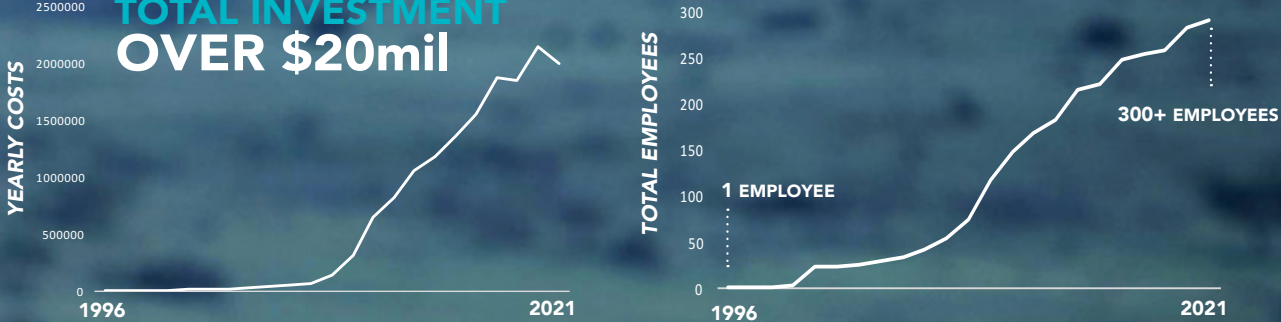 TOTAL INVESTMENT
OVER $20mil
YEARLY COSTS
2500000
2000000
1500000
1000000
500000
0
1996
2021
TOTAL EMPLOYEES
300
250
200
150
100
50
0
1 EMPLOYEE
300+ EMPLOYEES
1996
2021